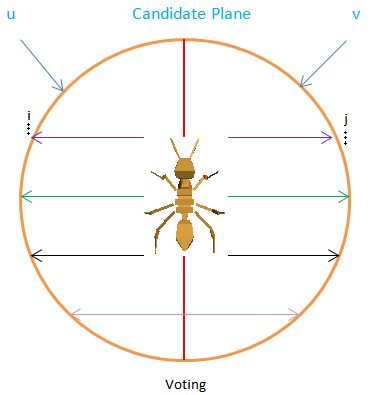 u Candidate Plane v
i j
Voting